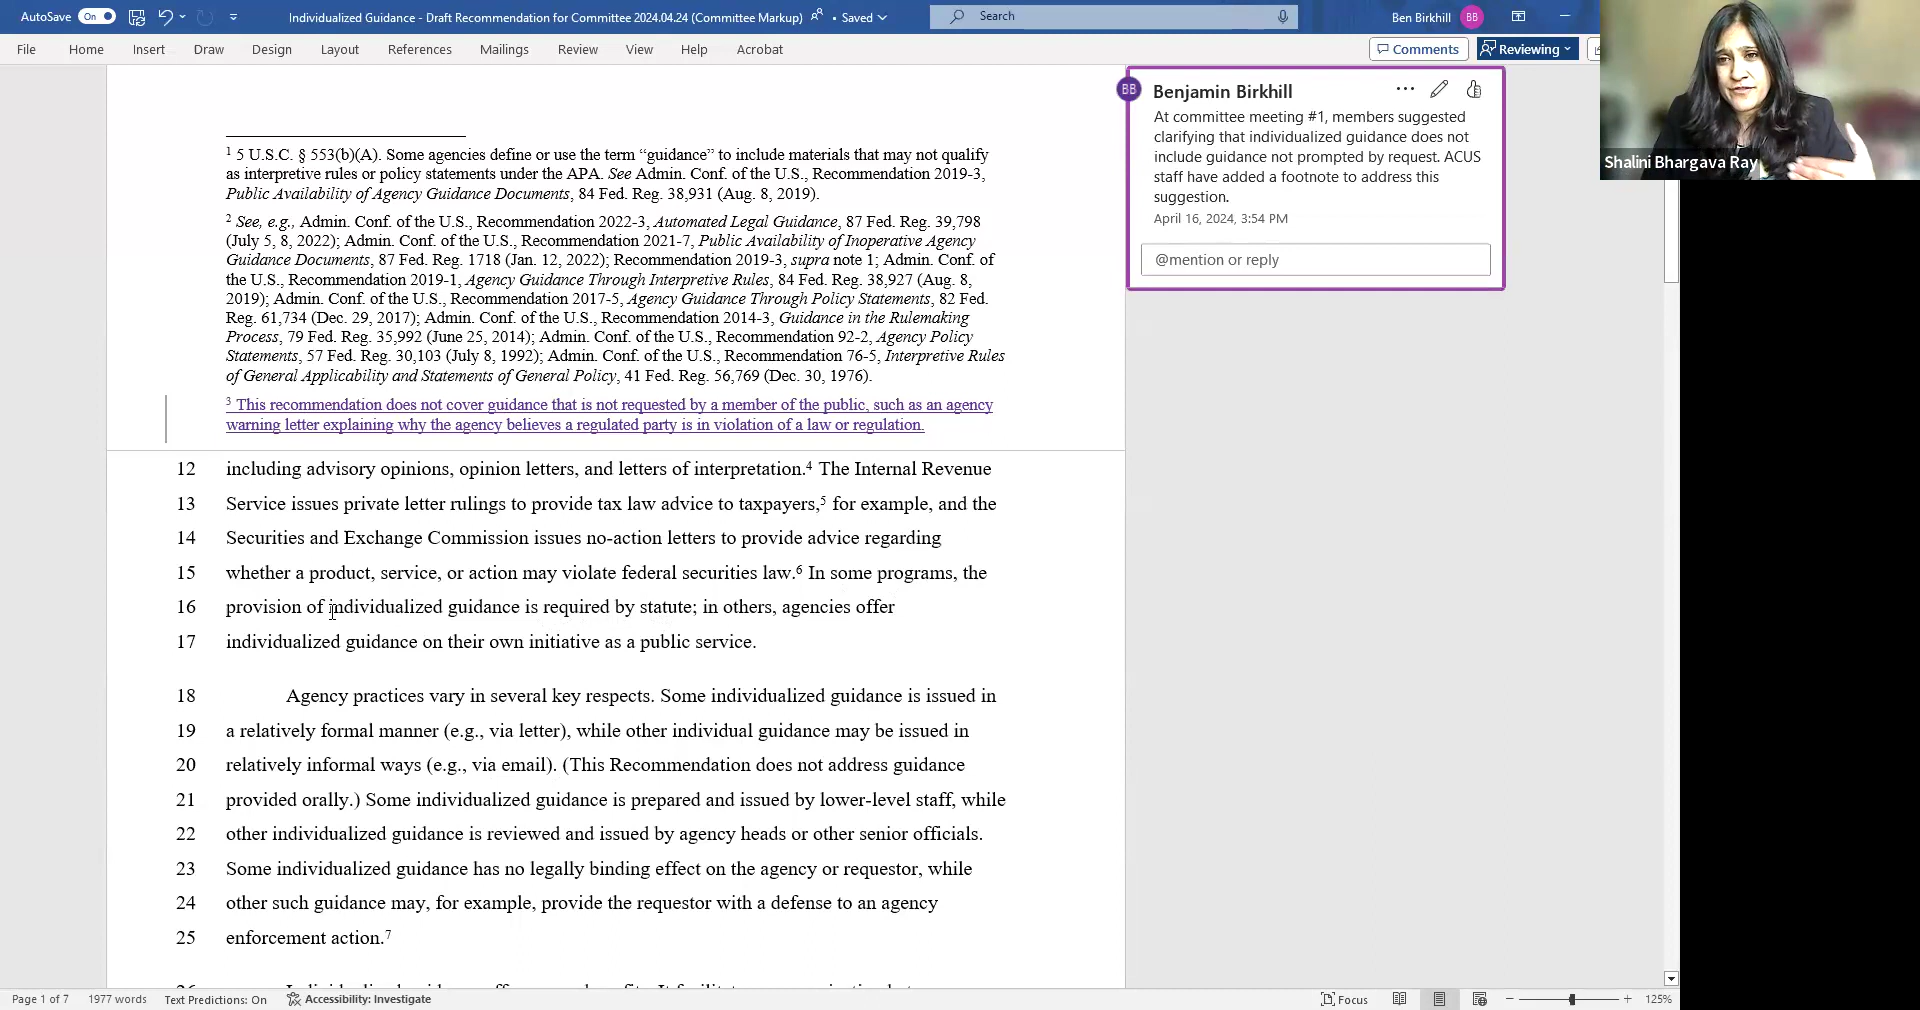 AutoSave On Individualized Guidance - Draft Recommendation for Committee 2024.04.24 (Committee Markup) • Saved Search Ben Birkhill BB
File Home Insert Draw Design Layout References Mailings Review View Help Acrobat Comments Reviewing
1 5 U.S.C. § 553(b)(A). Some agencies define or use the term “guidance” to include materials that may not qualify
as interpretive rules or policy statements under the APA. See Admin. Conf. of the U.S., Recommendation 2019-3,
Public Availability of Agency Guidance Documents, 84 Fed. Reg. 38,931 (Aug. 8, 2019).
2 See, e.g., Admin. Conf. of the U.S., Recommendation 2022-3, Automated Legal Guidance, 87 Fed. Reg. 39,798
(July 5, 8, 2022); Admin. Conf. of the U.S., Recommendation 2021-7, Public Availability of Inoperative Agency
Guidance Documents, 87 Fed. Reg. 1718 (Jan. 12, 2022); Recommendation 2019-3, supra note 1; Admin. Conf. of
the U.S., Recommendation 2019-1, Agency Guidance Through Interpretive Rules, 84 Fed. Reg. 38,927 (Aug. 8,
2019); Admin. Conf. of the U.S., Recommendation 2017-5, Agency Guidance Through Policy Statements, 82 Fed.
Reg. 61,734 (Dec. 29, 2017); Admin. Conf. of the U.S., Recommendation 2014-3, Guidance in the Rulemaking
Process, 79 Fed. Reg. 35,992 (June 25, 2014); Admin. Conf. of the U.S., Recommendation 92-2, Agency Policy
Statements, 57 Fed. Reg. 30,103 (July 8, 1992); Admin. Conf. of the U.S., Recommendation 76-5, Interpretive Rules
of General Applicability and Statements of General Policy, 41 Fed. Reg. 56,769 (Dec. 30, 1976).
3 This recommendation does not cover guidance that is not requested by a member of the public, such as an agency
warning letter explaining why the agency believes a regulated party is in violation of a law or regulation.
12 including advisory opinions, opinion letters, and letters of interpretation.4 The Internal Revenue
13 Service issues private letter rulings to provide tax law advice to taxpayers,5 for example, and the
14 Securities and Exchange Commission issues no-action letters to provide advice regarding
15 whether a product, service, or action may violate federal securities law.6 In some programs, the
16 provision of individualized guidance is required by statute; in others, agencies offer
17 individualized guidance on their own initiative as a public service.
18 Agency practices vary in several key respects. Some individualized guidance is issued in
19 a relatively formal manner (e.g., via letter), while other individual guidance may be issued in
20 relatively informal ways (e.g., via email). (This Recommendation does not address guidance
21 provided orally.) Some individualized guidance is prepared and issued by lower-level staff, while
22 other individualized guidance is reviewed and issued by agency heads or other senior officials.
23 Some individualized guidance has no legally binding effect on the agency or requestor, while
24 other such guidance may, for example, provide the requestor with a defense to an agency
25 enforcement action.7
BB Benjamin Birkhill
At committee meeting #1, members suggested
clarifying that individualized guidance does not
include guidance not prompted by request. ACUS
staff have added a footnote to address this
suggestion.
April 16, 2024, 3:54 PM
@mention or reply
Shalini Bhargava Ray
Page 1 of 7 1977 words Text Predictions: On Accessibility: Investigate Focus 125%